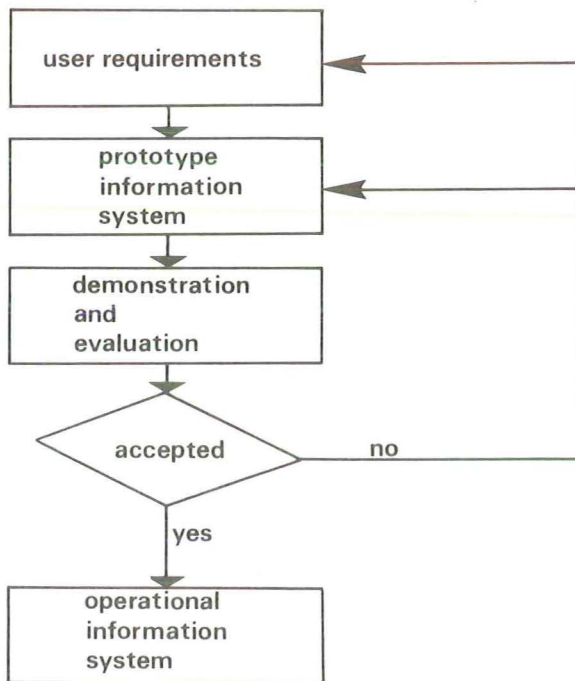 user requirements
prototype
information
system
demonstration
and
evaluation
accepted
no
yes
operational
information
system